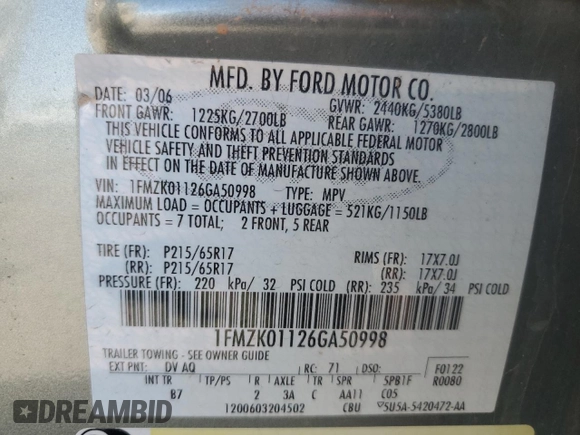 MFD. BY FORD MOTOR CO.
DATE: 03/06 GVWR: 2440KG/5380LB
FRONT GAWR: 1225KG/2700LB REAR GAWR: 1270KG/2800LB
THIS VEHICLE CONFORMS TO ALL APPLICABLE FEDERAL MOTOR
VEHICLE SAFETY AND THEFT PREVENTION STANDARDS
IN EFFECT ON THE DATE OF MANUFACTURE SHOWN ABOVE.
VIN: 1FMZK01126GA50998 TYPE: MPV
MAXIMUM LOAD = OCCUPANTS + LUGGAGE = 521KG/1150LB
OCCUPANTS = 7 TOTAL; 2 FRONT, 5 REAR
TIRE (FR): P215/65R17 RIMS (FR): 17X7.0J
(RR): P215/65R17 (RR): 17X7.0J
PRESSURE (FR): 220 kPa/ 32 PSI COLD (RR): 235 kPa/ 34 PSI COLD
1FMZK01126GA50998
TRAILER TOWING - SEE OWNER GUIDE
EXT PNT: DV AQ RC: 71 DSO: F0122
INT TR TP/PS R AXLE TR SPR SPB1F R0080
B7 2 3A C AA11 C05
1200603204502 CBU 5U5A-5420472-AA
DREAMBID